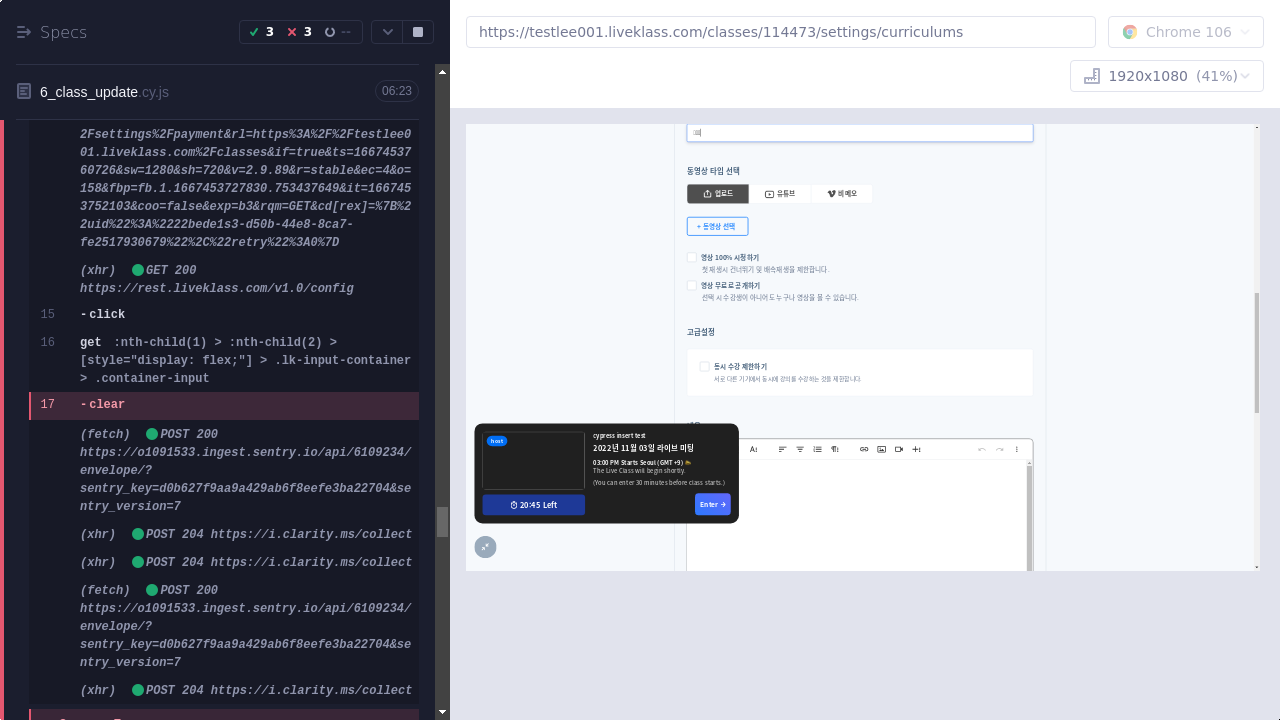 Specs
3
3
--
6_class_update.cy.js
06:23
2Fsettings%2Fpayment&rl=https%3A%2F%2Ftestlee0
01.liveklass.com%2Fclasses&if=true&ts=16674537
60726&sw=1280&sh=720&v=2.9.89&r=stable&ec=4&o=
158&fbp=fb.1.1667453727830.753437649&it=166745
3752103&coo=false&exp=b3&rqm=GET&cd[rex]=%7B%2
2uid%22%3A%2222bede1s3-d50b-44e8-8ca7-
fe2517930679%22%2C%22retry%22%3A0%7D
(xhr) GET 200
https://rest.liveklass.com/v1.0/config
15 -click
16 get :nth-child(1) > :nth-child(2) >
[style="display: flex;"] > .lk-input-container
> .container-input
17 -clear
(fetch) POST 200
https://o1091533.ingest.sentry.io/api/6109234/
envelope/?
sentry_key=d0b627f9aa9a429ab6f8eefe3ba22704&se
ntry_version=7
(xhr) POST 204 https://i.clarity.ms/collect
(xhr) POST 204 https://i.clarity.ms/collect
(fetch) POST 200
https://o1091533.ingest.sentry.io/api/6109234/
envelope/?
sentry_key=d0b627f9aa9a429ab6f8eefe3ba22704&se
ntry_version=7
(xhr) POST 204 https://i.clarity.ms/collect
https://testlee001.liveklass.com/classes/114473/settings/curriculums
Chrome 106
1920x1080 (41%)
동영상 타입 선택
업로드
유튜브
비메오
+ 동영상 선택
영상 100% 시청하기
첫 재생시 건너뛰기 및 배속 재생을 제한합니다.
영상 무료로 공개하기
선택 시 수강생이 아니어도 누구나 영상을 볼 수 있습니다.
고급설정
동시 수강 제한하기
서로 다른 기기에서 동시에 강의를 수강하는 것을 제한합니다.
host
cypress insert test
2022년 11월 03일 라이브 미팅
03:00 PM Starts Seoul (GMT +9)
The Live Class will begin shortly.
(You can enter 30 minutes before class starts.)
20:45 Left
Enter →